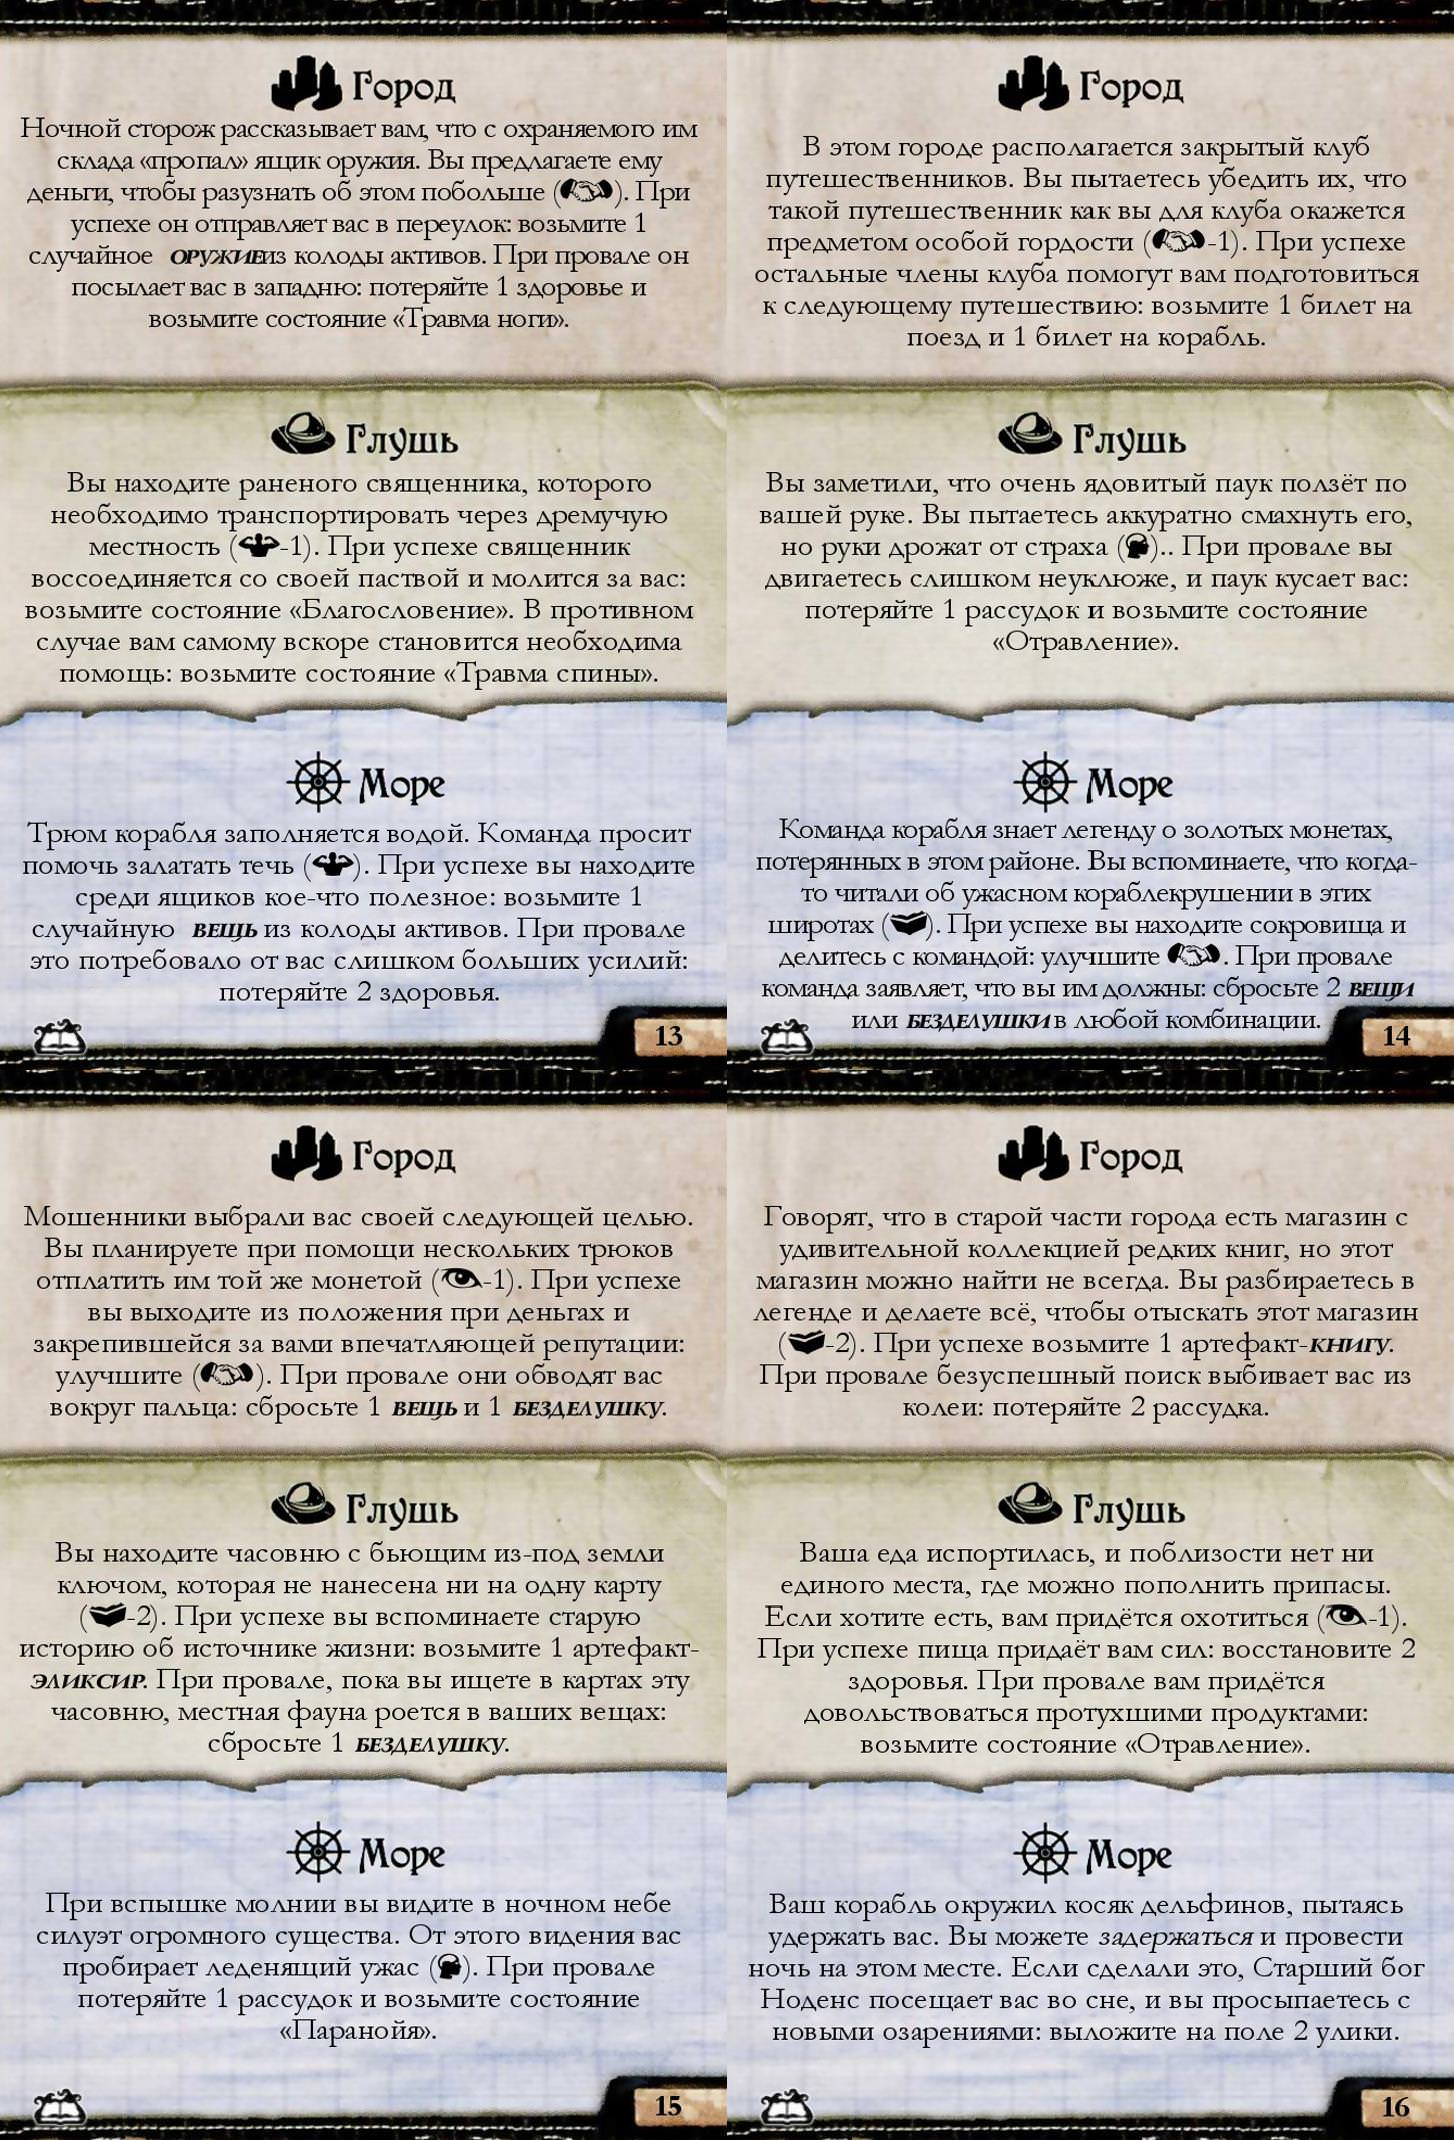 Город
Ночной сторож рассказывает вам, что с охраняемого им
склада «пропал» ящик оружия. Вы предлагаете ему
деньги, чтобы разузнать об этом побольше (). При
успехе он отправляет вас в переулок: возьмите 1
случайное ОРУЖИЕиз колоды активов. При провале он
посылает вас в западню: потеряйте 1 здоровье и
возьмите состояние «Травма ноги».
Глушь
Вы находите раненого священника, которого
необходимо транспортировать через дремучую
местность (-1). При успехе священник
воссоединяется со своей паствой и молится за вас:
возьмите состояние «Благословение». В противном
случае вам самому вскоре становится необходима
помощь: возьмите состояние «Травма спины».
Море
Трюм корабля заполняется водой. Команда просит
помочь залатать течь (). При успехе вы находите
среди ящиков кое-что полезное: возьмите 1
случайную ВЕЩЬ из колоды активов. При провале
это потребовало от вас слишком больших усилий:
потеряйте 2 здоровья.
13
Город
В этом городе располагается закрытый клуб
путешественников. Вы пытаетесь убедить их, что
такой путешественник как вы для клуба окажется
предметом особой гордости (-1). При успехе
остальные члены клуба помогут вам подготовиться
к следующему путешествию: возьмите 1 билет на
поезд и 1 билет на корабль.
Глушь
Вы заметили, что очень ядовитый паук ползёт по
вашей руке. Вы пытаетесь аккуратно смахнуть его,
но руки дрожат от страха ().. При провале вы
двигаетесь слишком неуклюже, и паук кусает вас:
потеряйте 1 рассудок и возьмите состояние
«Отравление».
Море
Команда корабля знает легенду о золотых монетах,
потерянных в этом районе. Вы вспоминаете, что когда-
то читали об ужасном кораблекрушении в этих
широтах (). При успехе вы находите сокровища и
делитесь с командой: улучшите . При провале
команда заявляет, что вы им должны: сбросьте 2 ВЕЩИ
или БЕЗДЕЛУШКИ в любой комбинации.
14
Город
Мошенники выбрали вас своей следующей целью.
Вы планируете при помощи нескольких трюков
отплатить им той же монетой (-1). При успехе
вы выходите из положения при деньгах и
закрепившейся за вами впечатляющей репутации:
улучшите (). При провале они обводят вас
вокруг пальца: сбросьте 1 ВЕЩЬ и 1 БЕЗДЕЛУШКУ.
Глушь
Вы находите часовню с бьющим из-под земли
ключом, которая не нанесена ни на одну карту
(-2). При успехе вы вспоминаете старую
историю об источнике жизни: возьмите 1 артефакт-
ЭЛИКСИР. При провале, пока вы ищете в картах эту
часовню, местная фауна роется в ваших вещах:
сбросьте 1 БЕЗДЕЛУШКУ.
Море
При вспышке молнии вы видите в ночном небе
силуэт огромного существа. От этого видения вас
пробирает леденящий ужас (). При провале
потеряйте 1 рассудок и возьмите состояние
«Паранойя».
15
Город
Говорят, что в старой части города есть магазин с
удивительной коллекцией редких книг, но этот
магазин можно найти не всегда. Вы разбираетесь в
легенде и делаете всё, чтобы отыскать этот магазин
(-2). При успехе возьмите 1 артефакт-КНИГУ.
При провале безуспешный поиск выбивает вас из
колеи: потеряйте 2 рассудка.
Глушь
Ваша еда испортилась, и поблизости нет ни
единого места, где можно пополнить припасы.
Если хотите есть, вам придётся охотиться (-1).
При успехе пища придаёт вам сил: восстановите 2
здоровья. При провале вам придётся
довольствоваться протухшими продуктами:
возьмите состояние «Отравление».
Море
Ваш корабль окружил косяк дельфинов, пытаясь
удержать вас. Вы можете задержаться и провести
ночь на этом месте. Если сделали это, Старший бог
Ноденс посещает вас во сне, и вы просыпаетесь с
новыми озарениями: выложите на поле 2 улики.
16